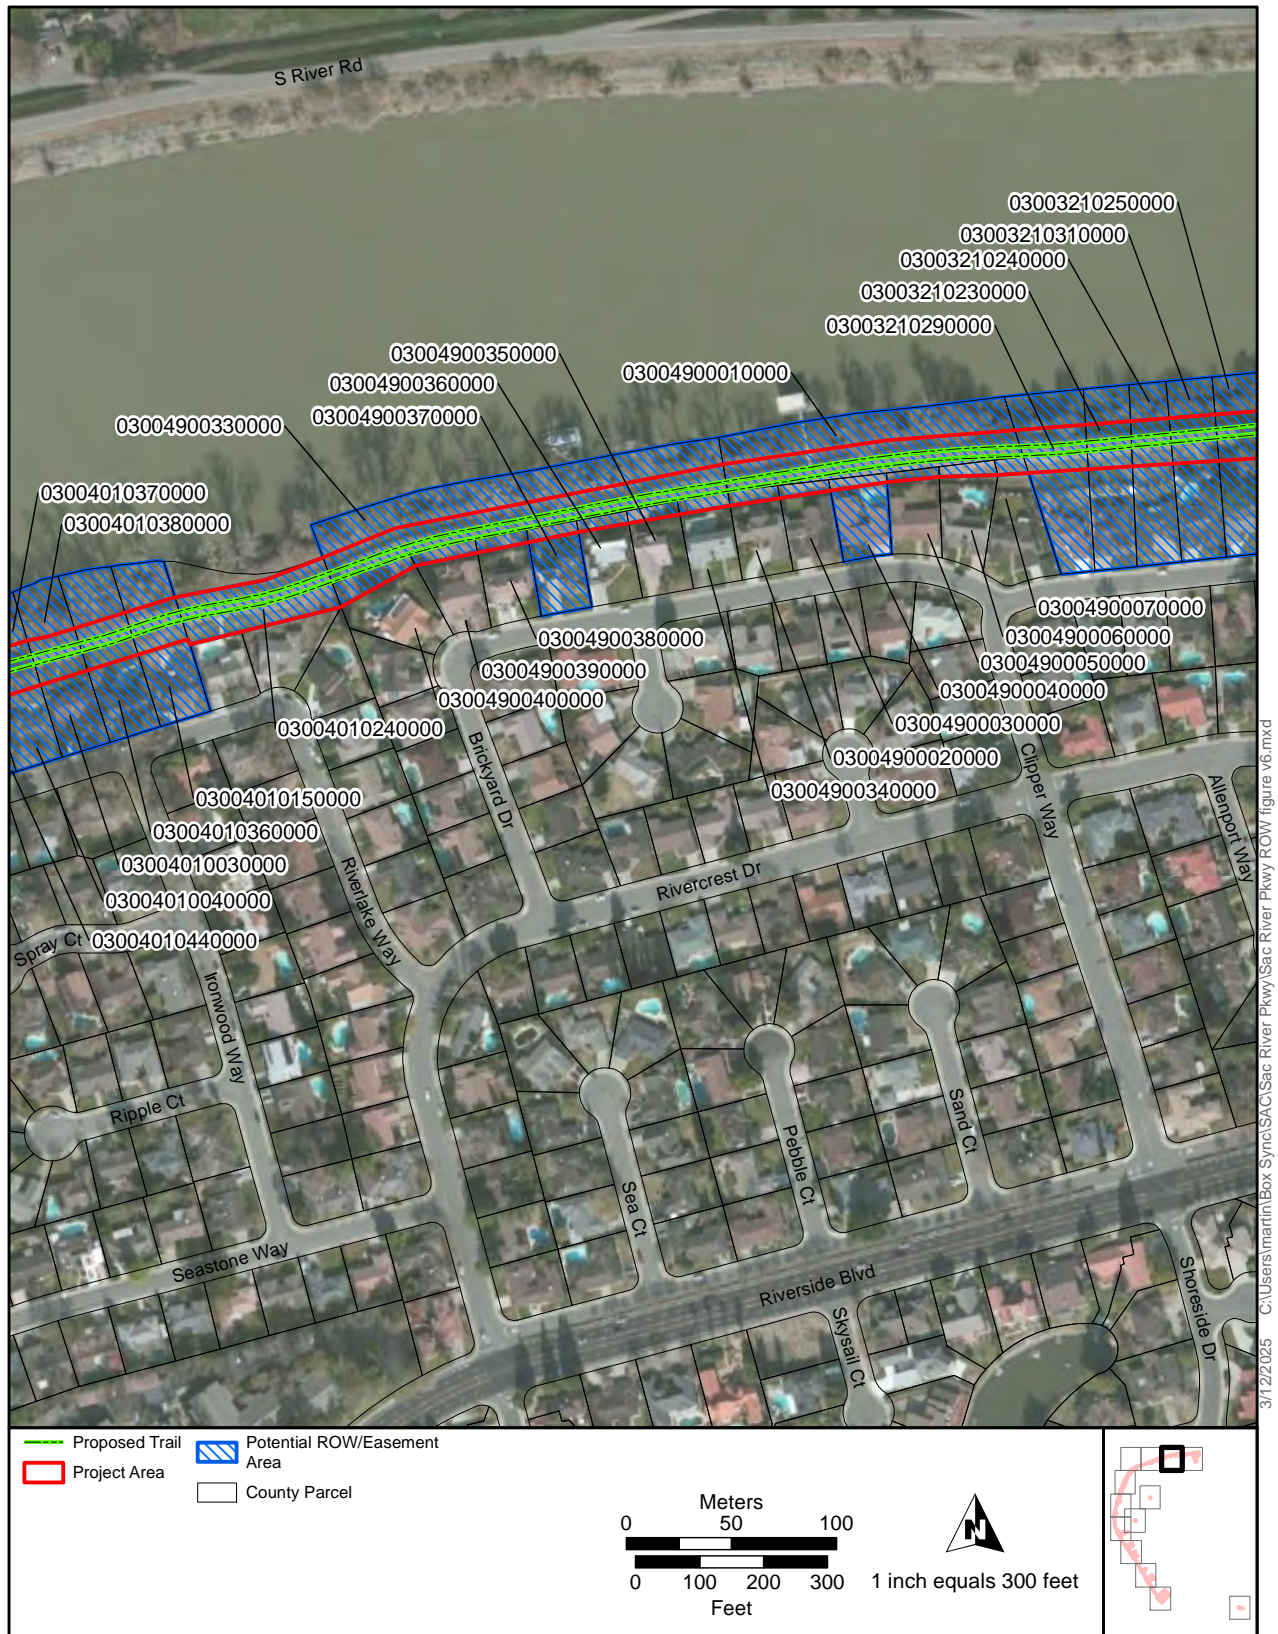 S River Rd
03003210250000
03003210310000
03003210240000
03003210230000
03003210290000
03004900350000
03004900010000
03004900360000
03004900370000
03004900330000
03004010370000
03004010380000
03004900070000
03004900380000
03004900060000
03004900050000
03004900390000
03004900040000
03004900400000
03004900030000
03004010240000
03004900020000
03004900340000
03004010150000
03004010360000
03004010030000
03004010040000
03004010440000
Brickyard Dr
Clipper Way
Allenport Way
Rivercrest Dr
Riverlake Way
Spray Ct
Ironwood Way
Ripple Ct
Sand Ct
Pebble Ct
Sea Ct
Seastone Way
Riverside Blvd
Shoreside Dr
Skysail Ct
3/12/2025 C:\Users\martin\Box Sync\SAC\Sac River Pkwy\Sac River Pkwy ROW figure v6.mxd
Proposed Trail
Project Area
Potential ROW/Easement
Area
County Parcel
Meters
0 50 100
0 100 200 300
Feet
N
1 inch equals 300 feet